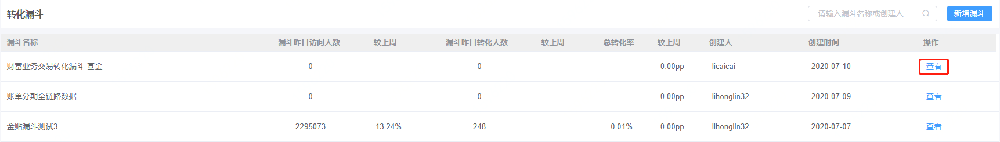 转化漏斗 请输入漏斗名称或创建人 新增漏斗
漏斗名称 漏斗昨日访问人数 较上周 漏斗昨日转化人数 较上周 总转化率 较上周 创建人 创建时间 操作
财富业务交易转化漏斗-基金 0 0 0.00pp licaicai 2020-07-10 查看
账单分期全链路数据 0 0 0.00pp lihonglin32 2020-07-09 查看
金贴漏斗测试3 2295073 13.24% 248 0.01% 0.00pp lihonglin32 2020-07-07 查看